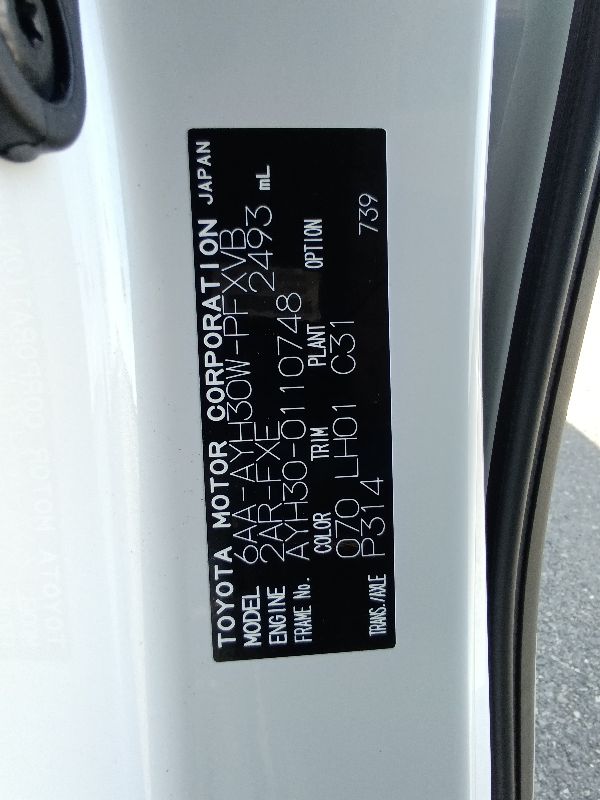 TOYOTA MOTOR CORPORATION JAPAN
MODEL 6AA-AYH30W-PFXVB
ENGINE 2AR-FXE 2493 mL
FRAME No. AYH30-0110748
COLOR TRIM PLANT OPTION
070 LH01 C31
TRANS./AXLE P314 739